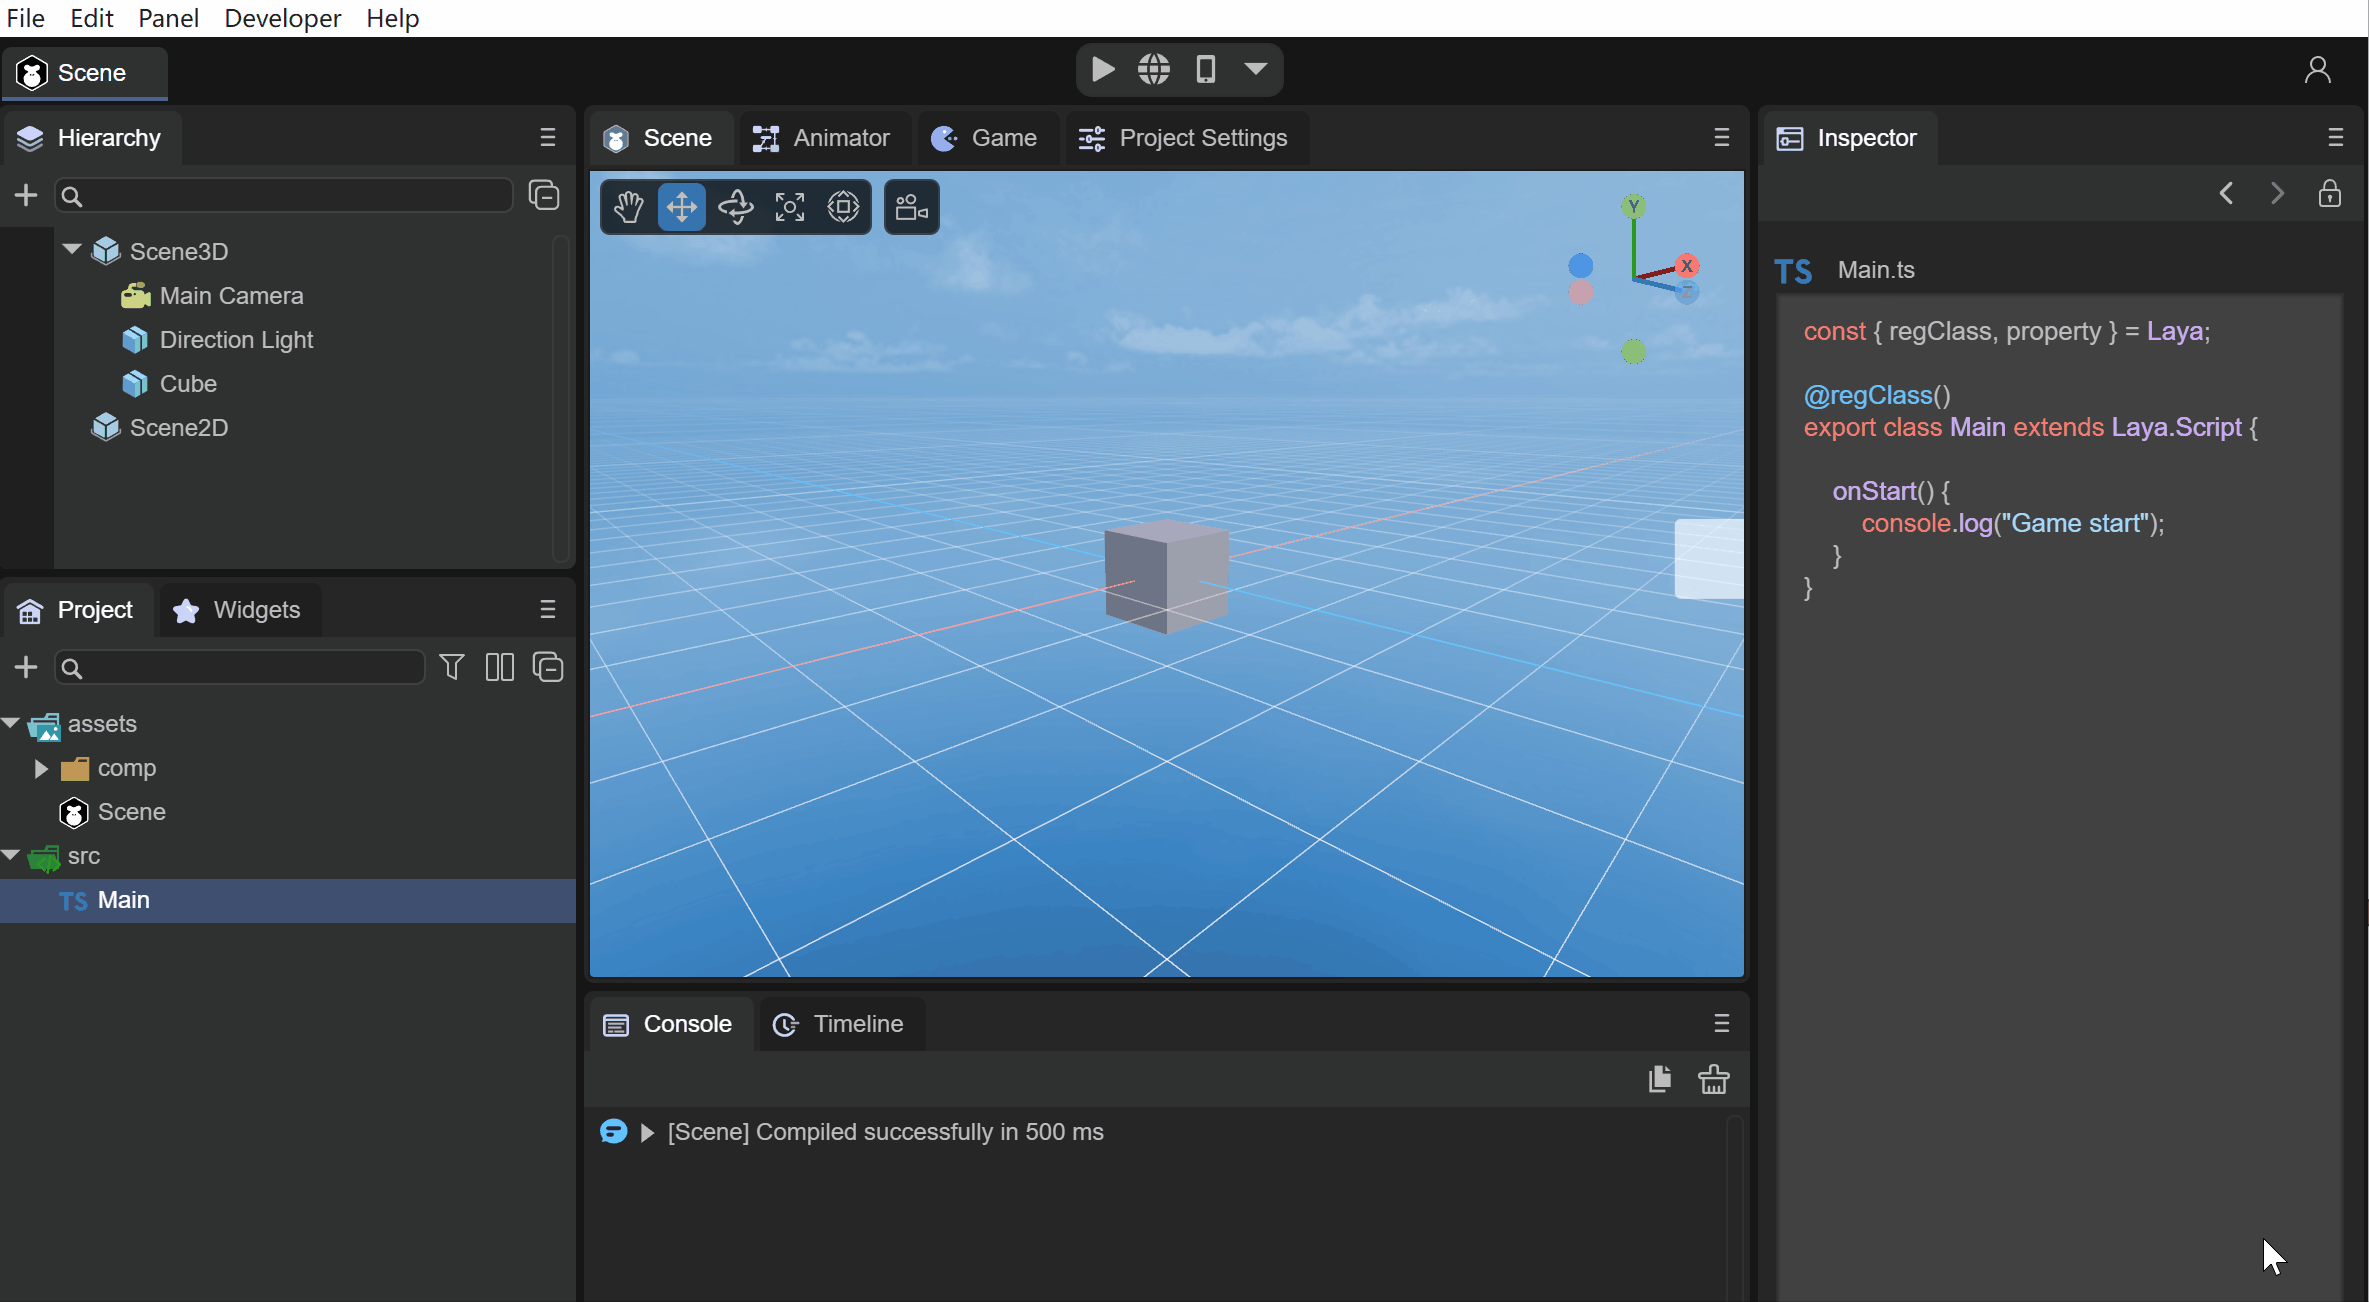 File Edit Panel Developer Help
Scene
Hierarchy
Scene3D
Main Camera
Direction Light
Cube
Scene2D
Project Widgets
assets
comp
Scene
src
TS Main
Scene Animator Game Project Settings
Y
X
Z
Console Timeline
[Scene] Compiled successfully in 500 ms
Inspector
TS Main.ts
const { regClass, property } = Laya;
@regClass()
export class Main extends Laya.Script {
onStart() {
console.log("Game start");
}
}